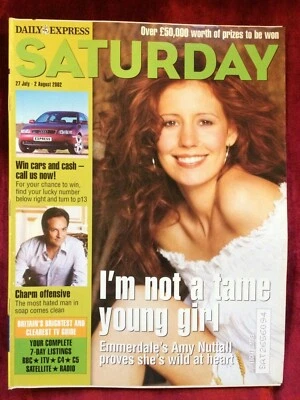 DAILY EXPRESS
Over £50,000 worth of prizes to be won
SATURDAY
27 July - 2 August 2002
EXPRESS
Win cars and cash –
call us now!
For your chance to win,
find your lucky number
below right and turn to p13
Charm offensive
The most hated man in
soap comes clean
BRITAIN'S BRIGHTEST AND
CLEAREST TV GUIDE
YOUR COMPLETE
7-DAY LISTINGS
BBC ★ ITV ★ C4 ★ C5
SATELLITE ★ RADIO
I'm not a tame
young girl
Emmerdale's Amy Nuttall
proves she's wild at heart